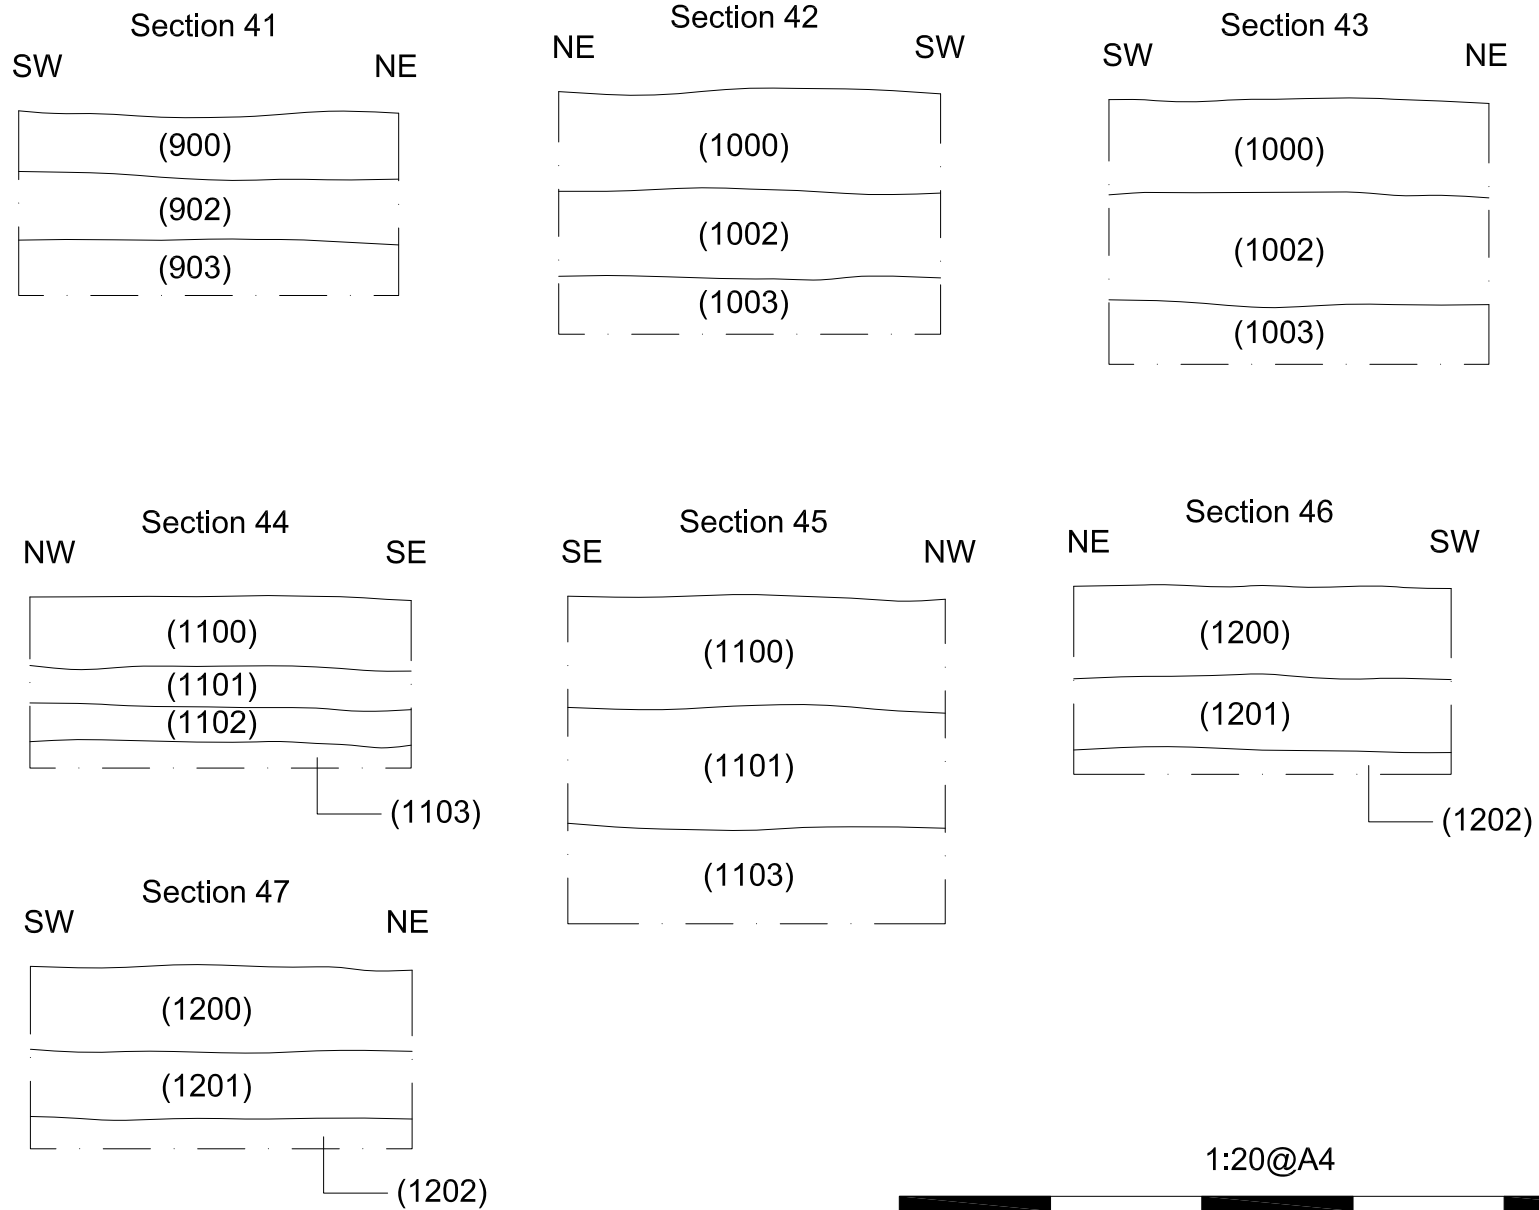 Section 41
SW NE
(900)
(902)
(903)
Section 42
NE SW
(1000)
(1002)
(1003)
Section 43
SW NE
(1000)
(1002)
(1003)
Section 44
NW SE
(1100)
(1101)
(1102)
(1103)
Section 45
SE NW
(1100)
(1101)
(1103)
Section 46
NE SW
(1200)
(1201)
(1202)
Section 47
SW NE
(1200)
(1201)
(1202)
1:20@A4